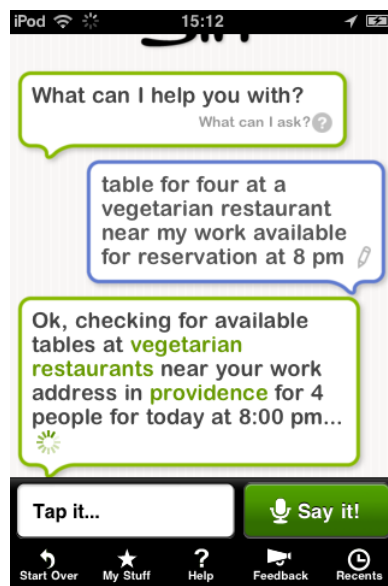 iPod 15:12
Siri
What can I help you with?
What can I ask? ?
table for four at a
vegetarian restaurant
near my work available
for reservation at 8 pm
Ok, checking for available
tables at vegetarian
restaurants near your work
address in providence for 4
people for today at 8:00 pm...
Tap it... Say it!
Start Over My Stuff ? Help Feedback Recents